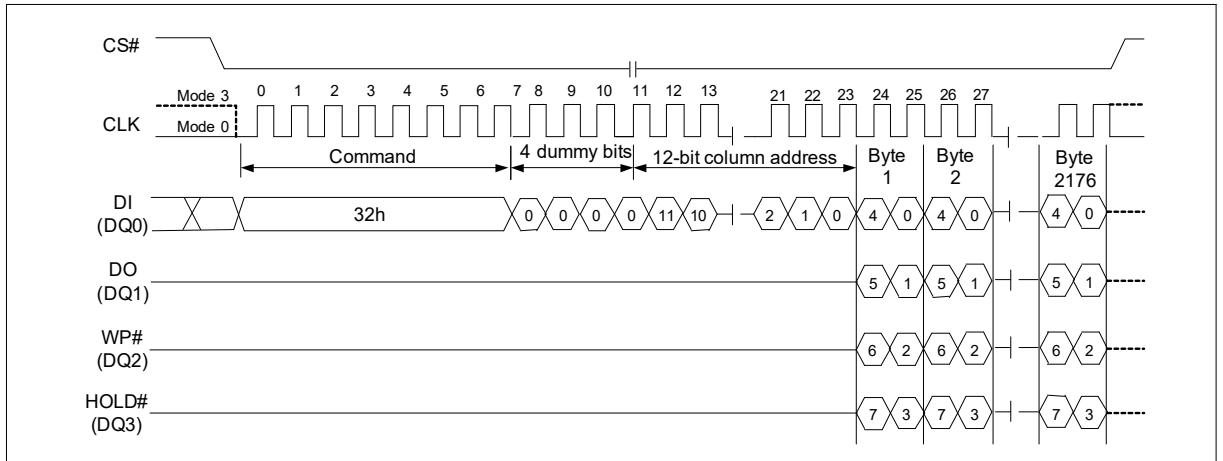 CS#
0 1 2 3 4 5 6 7 8 9 10 11 12 13 21 22 23 24 25 26 27
Mode 3
CLK
Mode 0
Command 4 dummy bits 12-bit column address Byte 1 Byte 2 Byte 2176
DI
(DQ0)
32h 0 0 0 0 11 10 2 1 0 4 0 4 0 4 0
DO
(DQ1)
5 1 5 1 5 1
WP#
(DQ2)
6 2 6 2 6 2
HOLD#
(DQ3)
7 3 7 3 7 3